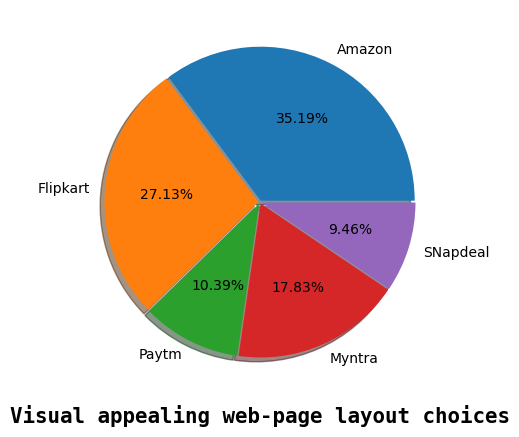 Amazon
35.19%
Flipkart
27.13%
9.46%
SNapdeal
10.39%
17.83%
Paytm
Myntra
Visual appealing web-page layout choices